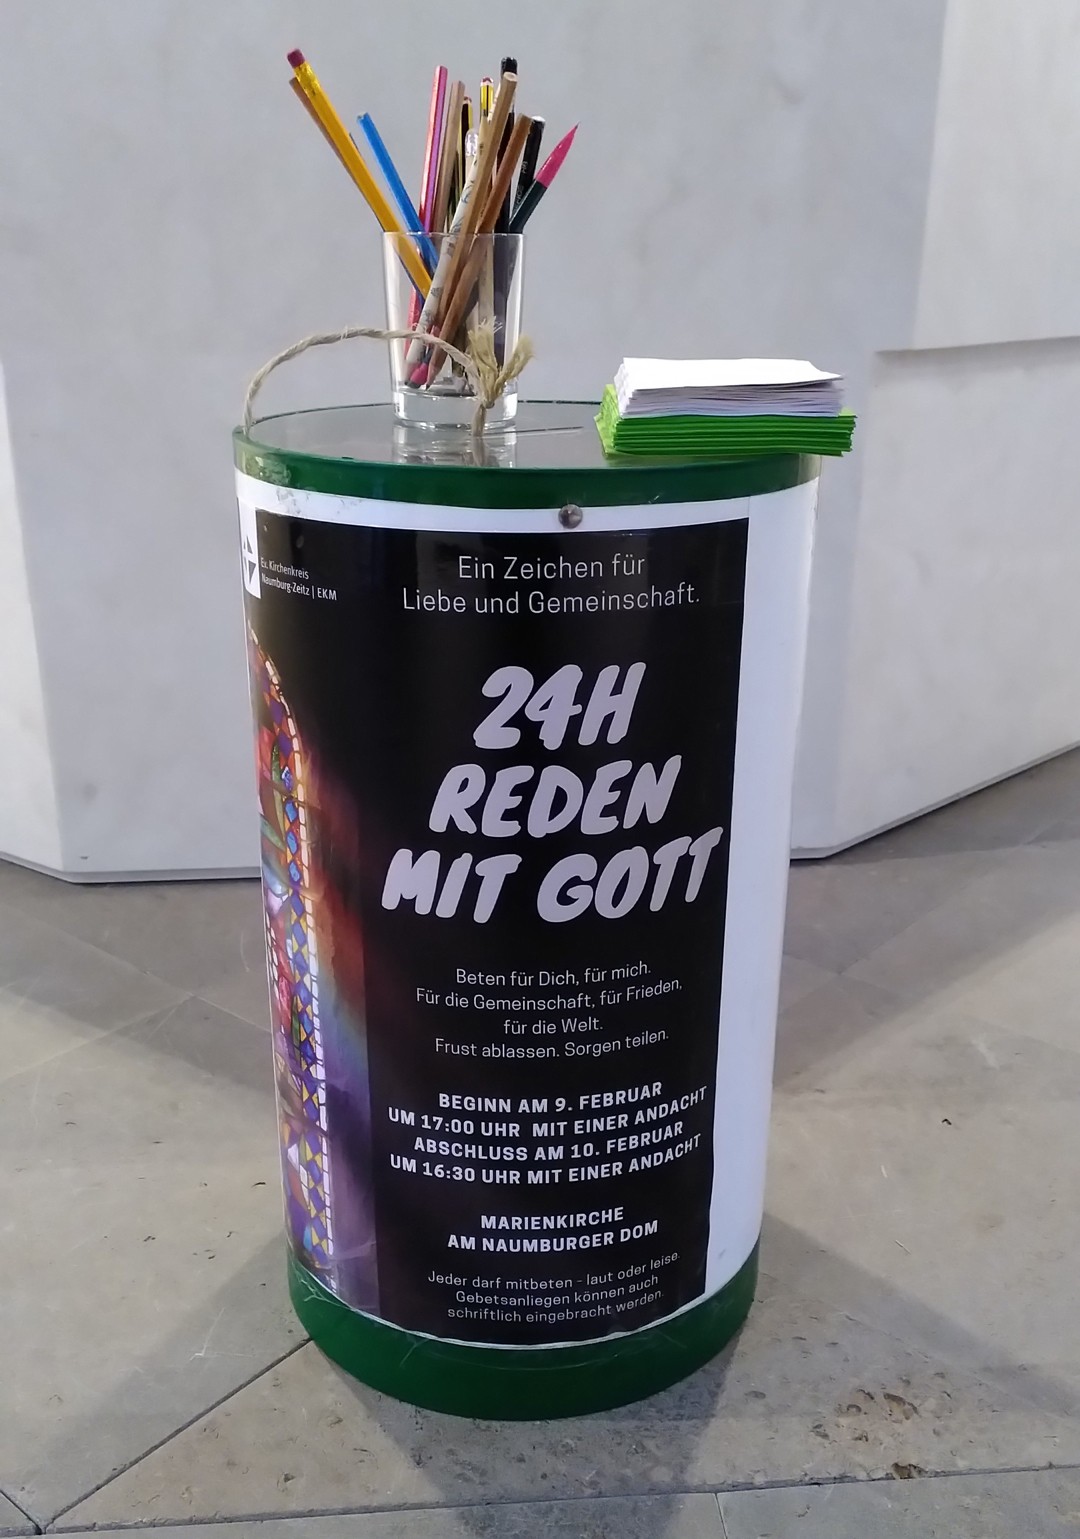 Ev. Kirchenkreis
Naumburg-Zeitz | EKM
Ein Zeichen für
Liebe und Gemeinschaft.
24H
REDEN
MIT GOTT
Beten für Dich, für mich.
Für die Gemeinschaft, für Frieden,
für die Welt.
Frust ablassen. Sorgen teilen.
BEGINN AM 9. FEBRUAR
UM 17:00 UHR MIT EINER ANDACHT
ABSCHLUSS AM 10. FEBRUAR
UM 16:30 UHR MIT EINER ANDACHT
MARIENKIRCHE
AM NAUMBURGER DOM
Jeder darf mitbeten - laut oder leise.
Gebetsanliegen können auch
schriftlich eingebracht werden.